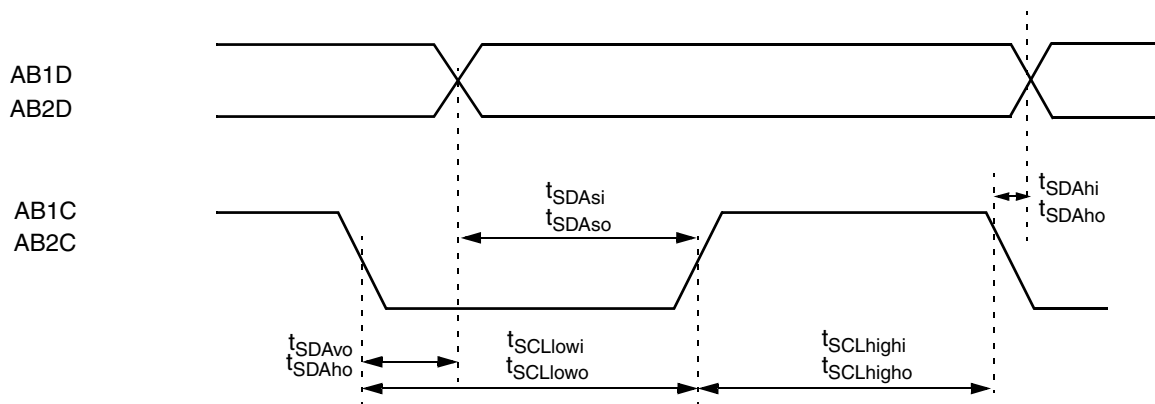 AB1D
AB2D
AB1C
AB2C
tSDAsi
tSDAso
tSDAhi
tSDAho
tSDAvo
tSDAho
tSCLlowi
tSCLlowo
tSCLhighi
tSCLhigho